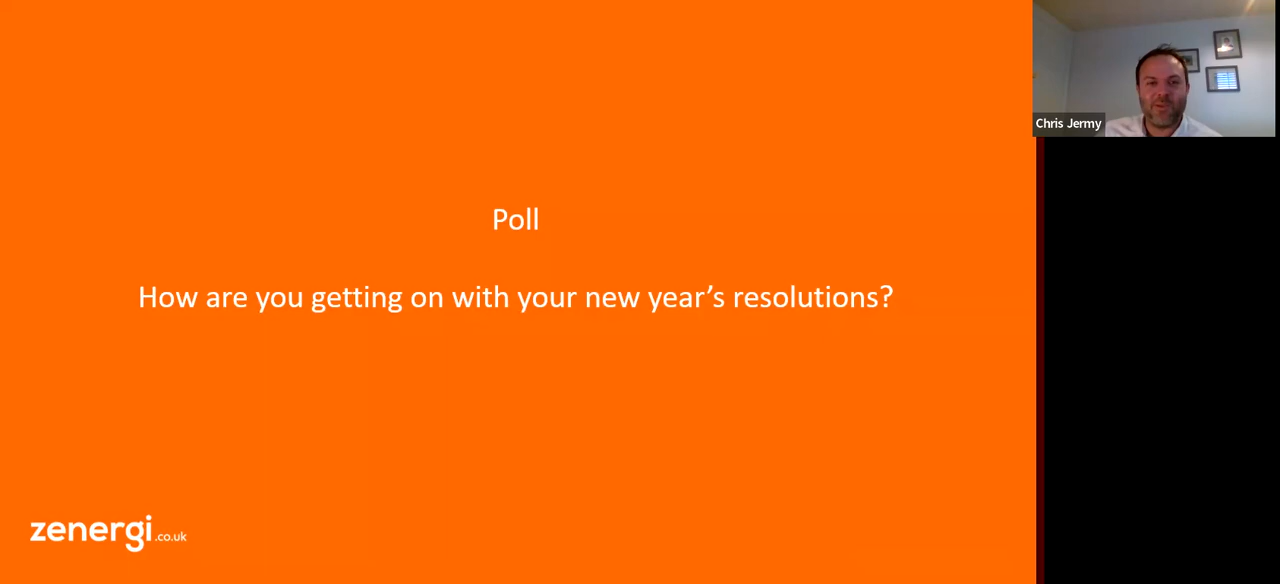 Poll
How are you getting on with your new year’s resolutions?
Chris Jermy
zenergi.co.uk